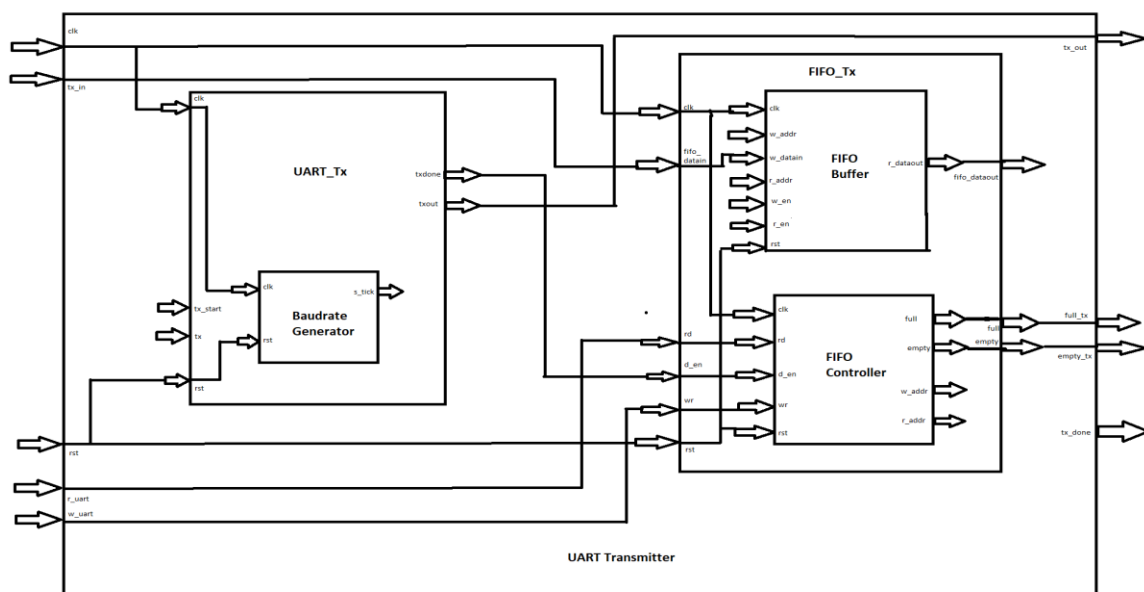 clk
tx_in
clk
UART_Tx
txdone
txout
clk
s_tick
Baudrate
Generator
rst
tx_start
tx
rst
rst
r_uart
w_uart
FIFO_Tx
clk
fifo_
datain
clk
w_addr
w_datain
r_addr
w_en
r_en
rst
FIFO
Buffer
r_dataout
fifo_dataout
rd
d_en
wr
rst
clk
rd
d_en
wr
rst
FIFO
Controller
full
empty
w_addr
r_addr
full
empty
tx_out
full_tx
empty_tx
tx_done
UART Transmitter